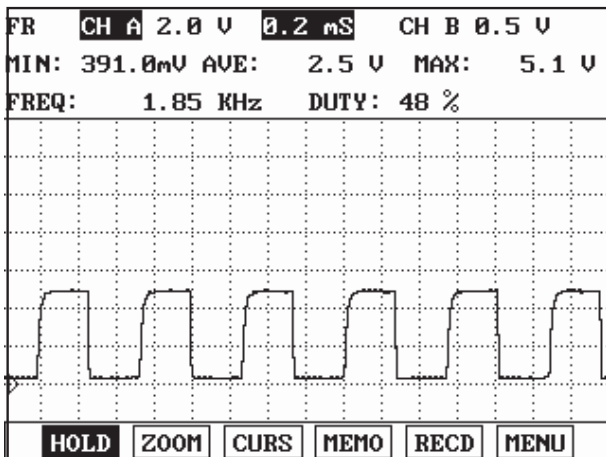 FR CH A 2.0 V 0.2 mS CH B 0.5 V
MIN: 391.0mV AVE: 2.5 V MAX: 5.1 V
FREQ: 1.85 KHz DUTY: 48 %
HOLD ZOOM CURS MEMO RECD MENU